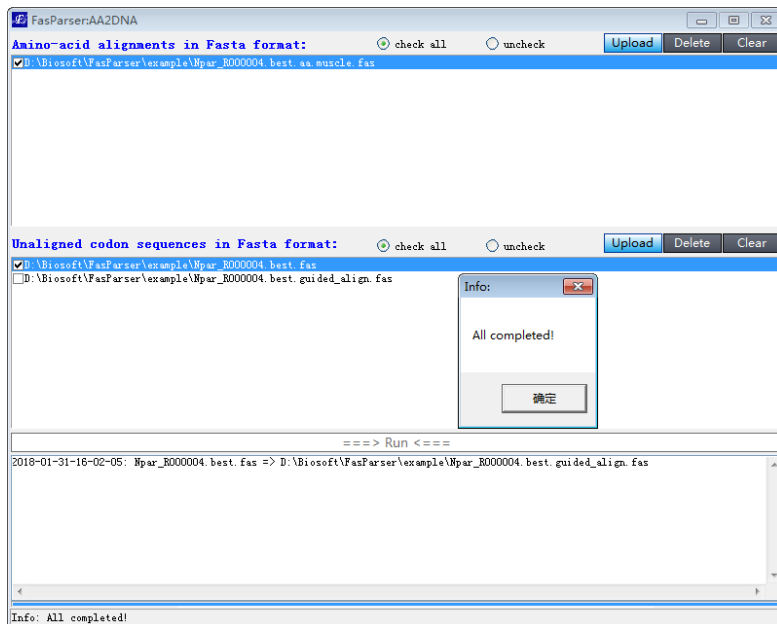 FasParser:AA2DNA
Amino-acid alignments in Fasta format: check all uncheck Upload Delete Clear
D:\Biosoft\FasParser\example\Npar_R000004.best.aa.muscle.fas
Unaligned codon sequences in Fasta format: check all uncheck Upload Delete Clear
D:\Biosoft\FasParser\example\Npar_R000004.best.fas
D:\Biosoft\FasParser\example\Npar_R000004.best.guided_align.fas
Info:
All completed!
确定
===> Run <===
2018-01-31-16-02-05: Npar_R000004.best.fas => D:\Biosoft\FasParser\example\Npar_R000004.best.guided_align.fas
Info: All completed!